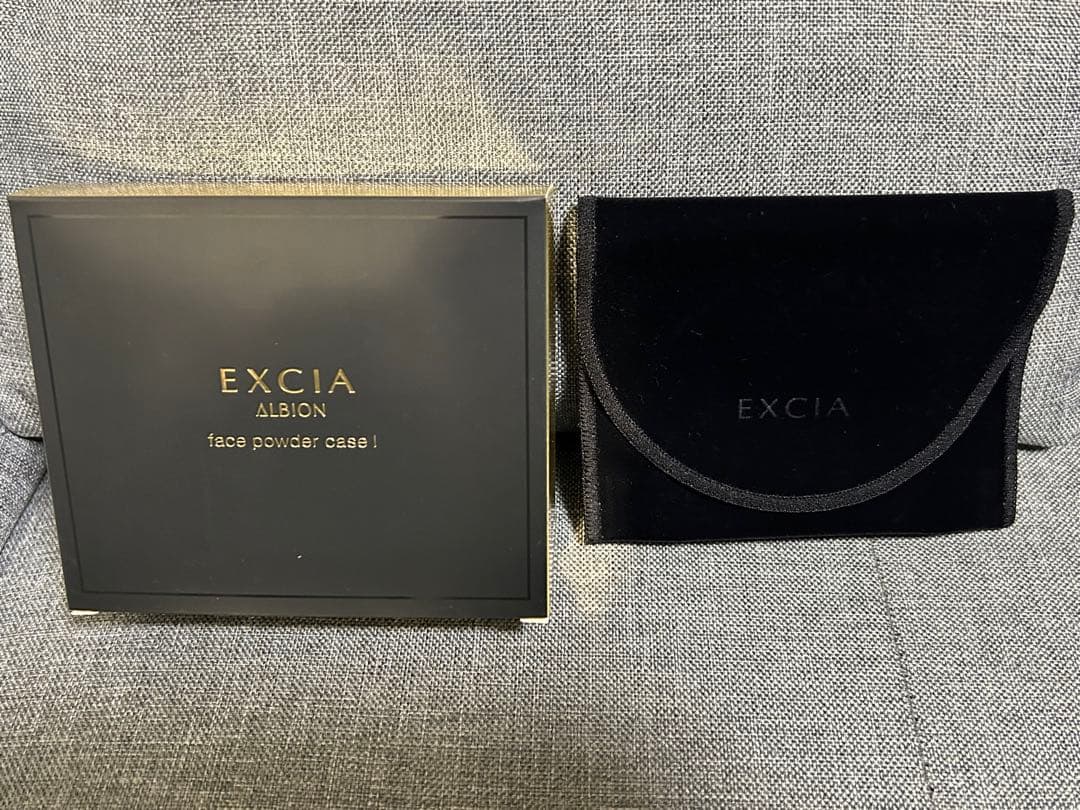 EXCIA
ALBION
face powder case I
EXCIA